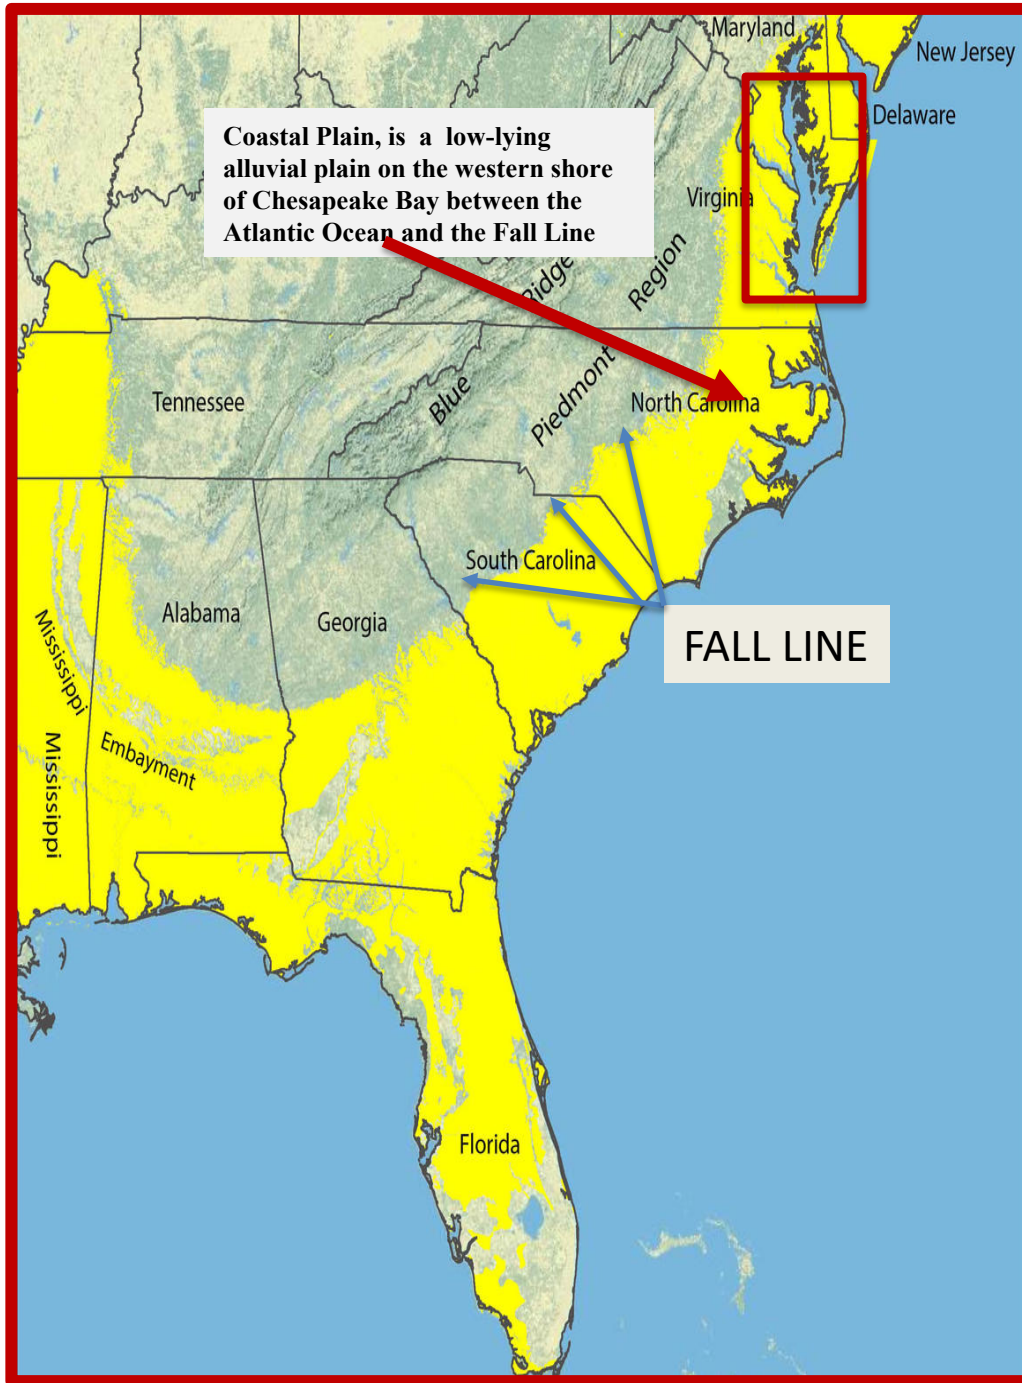 Maryland
New Jersey
Delaware
Coastal Plain, is a low-lying
alluvial plain on the western shore
of Chesapeake Bay between the
Atlantic Ocean and the Fall Line
Virginia
Blue Ridge
Piedmont Region
Tennessee
North Carolina
South Carolina
Alabama
Georgia
FALL LINE
Mississippi
Embayment
Mississippi
Florida